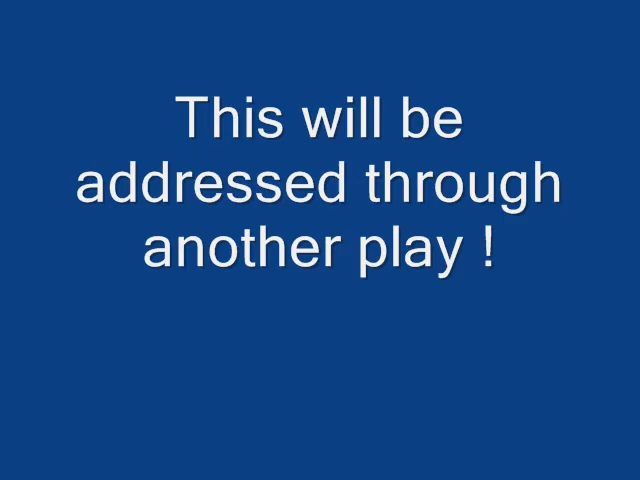 This will be
addressed through
another play !